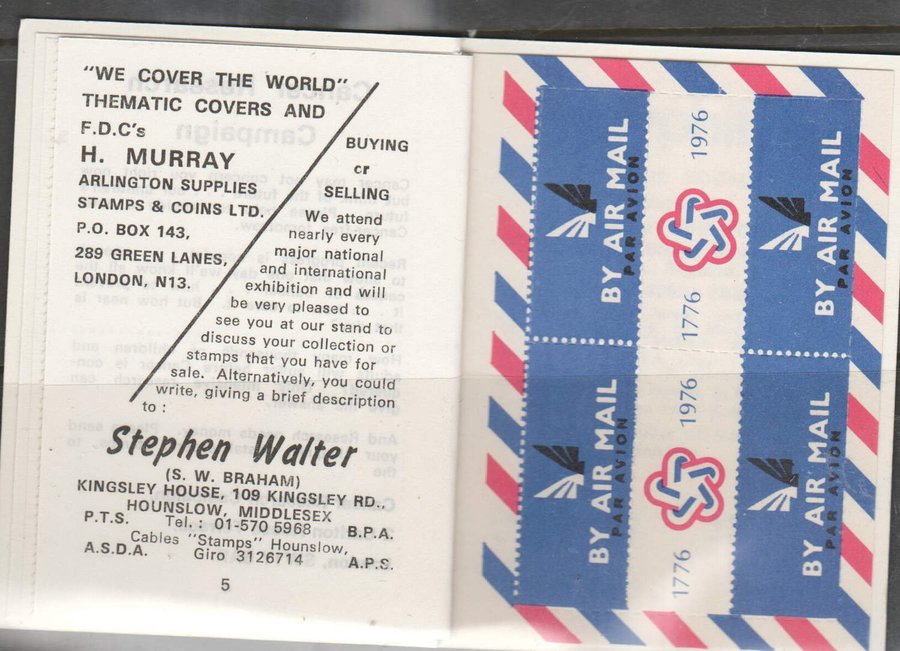 "WE COVER THE WORLD"
THEMATIC COVERS AND
F.D.C's
H. MURRAY
ARLINGTON SUPPLIES
STAMPS & COINS LTD.
P.O. BOX 143,
289 GREEN LANES,
LONDON, N13.
BUYING
or
SELLING
We attend
nearly every
major national
and international
exhibition and will
be very pleased to
see you at our stand to
discuss your collection or
stamps that you have for
sale. Alternatively, you could
write, giving a brief description
to :
Stephen Walter
(S. W. BRAHAM)
KINGSLEY HOUSE, 109 KINGSLEY RD.,
HOUNSLOW, MIDDLESEX
P.T.S. Tel.: 01-570 5968 B.P.A.
Cables "Stamps" Hounslow,
A.S.D.A. Giro 3126714 A.P.S.
5
BY AIR MAIL
PAR AVION
1776 1976
BY AIR MAIL
PAR AVION
BY AIR MAIL
PAR AVION
1776 1976
BY AIR MAIL
PAR AVION